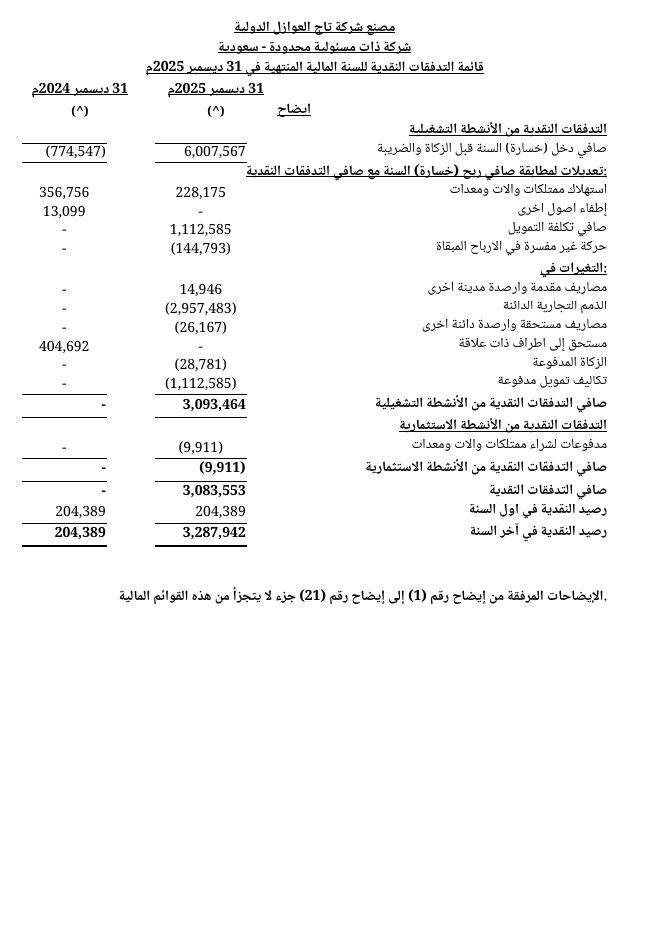 مصنع شركة تاج العوازل الدولية
شركة ذات مسئولية محدودة - سعودية
قائمة التدفقات النقدية للسنة المالية المنتهية في 31 ديسمبر 2025م
31 ديسمبر 2025م 31 ديسمبر 2024م
ايضاح (^) (^)
التدفقات النقدية من الأنشطة التشغيلية
صافي دخل (خسارة) السنة قبل الزكاة والضريبة 6,007,567 (774,547)
تعديلات لمطابقة صافي ربح (خسارة) السنة مع صافي التدفقات النقدية:
استهلاك ممتلكات والات ومعدات 228,175 356,756
إطفاء اصول اخرى - 13,099
صافي تكلفة التمويل 1,112,585 -
حركة غير مفسرة في الارباح المبقاة (144,793) -
التغيرات في:
مصاريف مقدمة وارصدة مدينة اخرى 14,946 -
الذمم التجارية الدائنة (2,957,483) -
مصاريف مستحقة وارصدة دائنة اخرى (26,167) -
مستحق إلى اطراف ذات علاقة - 404,692
الزكاة المدفوعة (28,781) -
تكاليف تمويل مدفوعة (1,112,585) -
صافي التدفقات النقدية من الأنشطة التشغيلية 3,093,464 -
التدفقات النقدية من الأنشطة الاستثمارية
مدفوعات لشراء ممتلكات والات ومعدات (9,911) -
صافي التدفقات النقدية من الأنشطة الاستثمارية (9,911) -
صافي التدفقات النقدية 3,083,553 -
رصيد النقدية في اول السنة 204,389 204,389
رصيد النقدية في آخر السنة 3,287,942 204,389
الإيضاحات المرفقة من إيضاح رقم (1) إلى إيضاح رقم (21) جزء لا يتجزأ من هذه القوائم المالية.